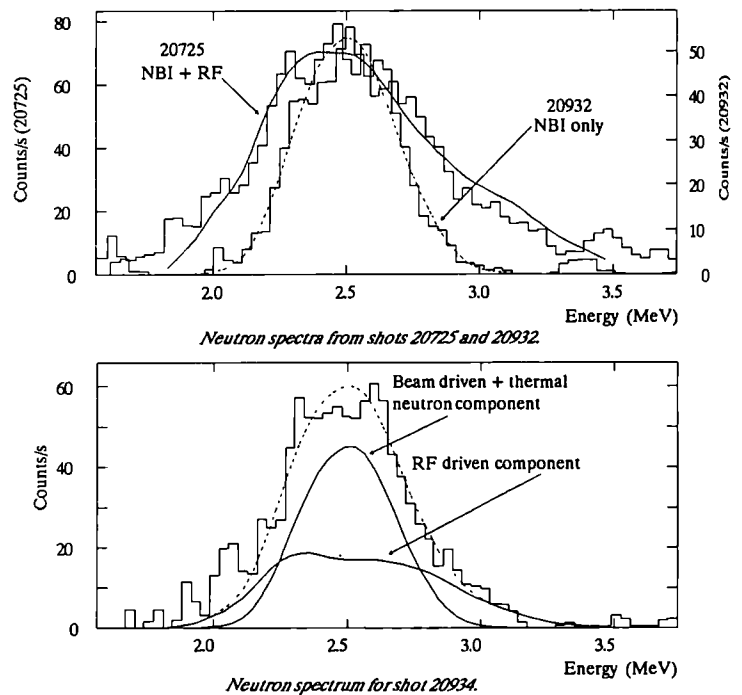 80
60
40
20
0
Counts/s (20725)
20725
NBI + RF
20932
NBI only
50
40
30
20
10
0
Counts/s (20932)
2.0
2.5
3.0
3.5
Energy (MeV)
Neutron spectra from shots 20725 and 20932.
60
40
20
0
Counts/s
Beam driven + thermal
neutron component
RF driven component
2.0
2.5
3.0
3.5
Energy (MeV)
Neutron spectrum for shot 20934.